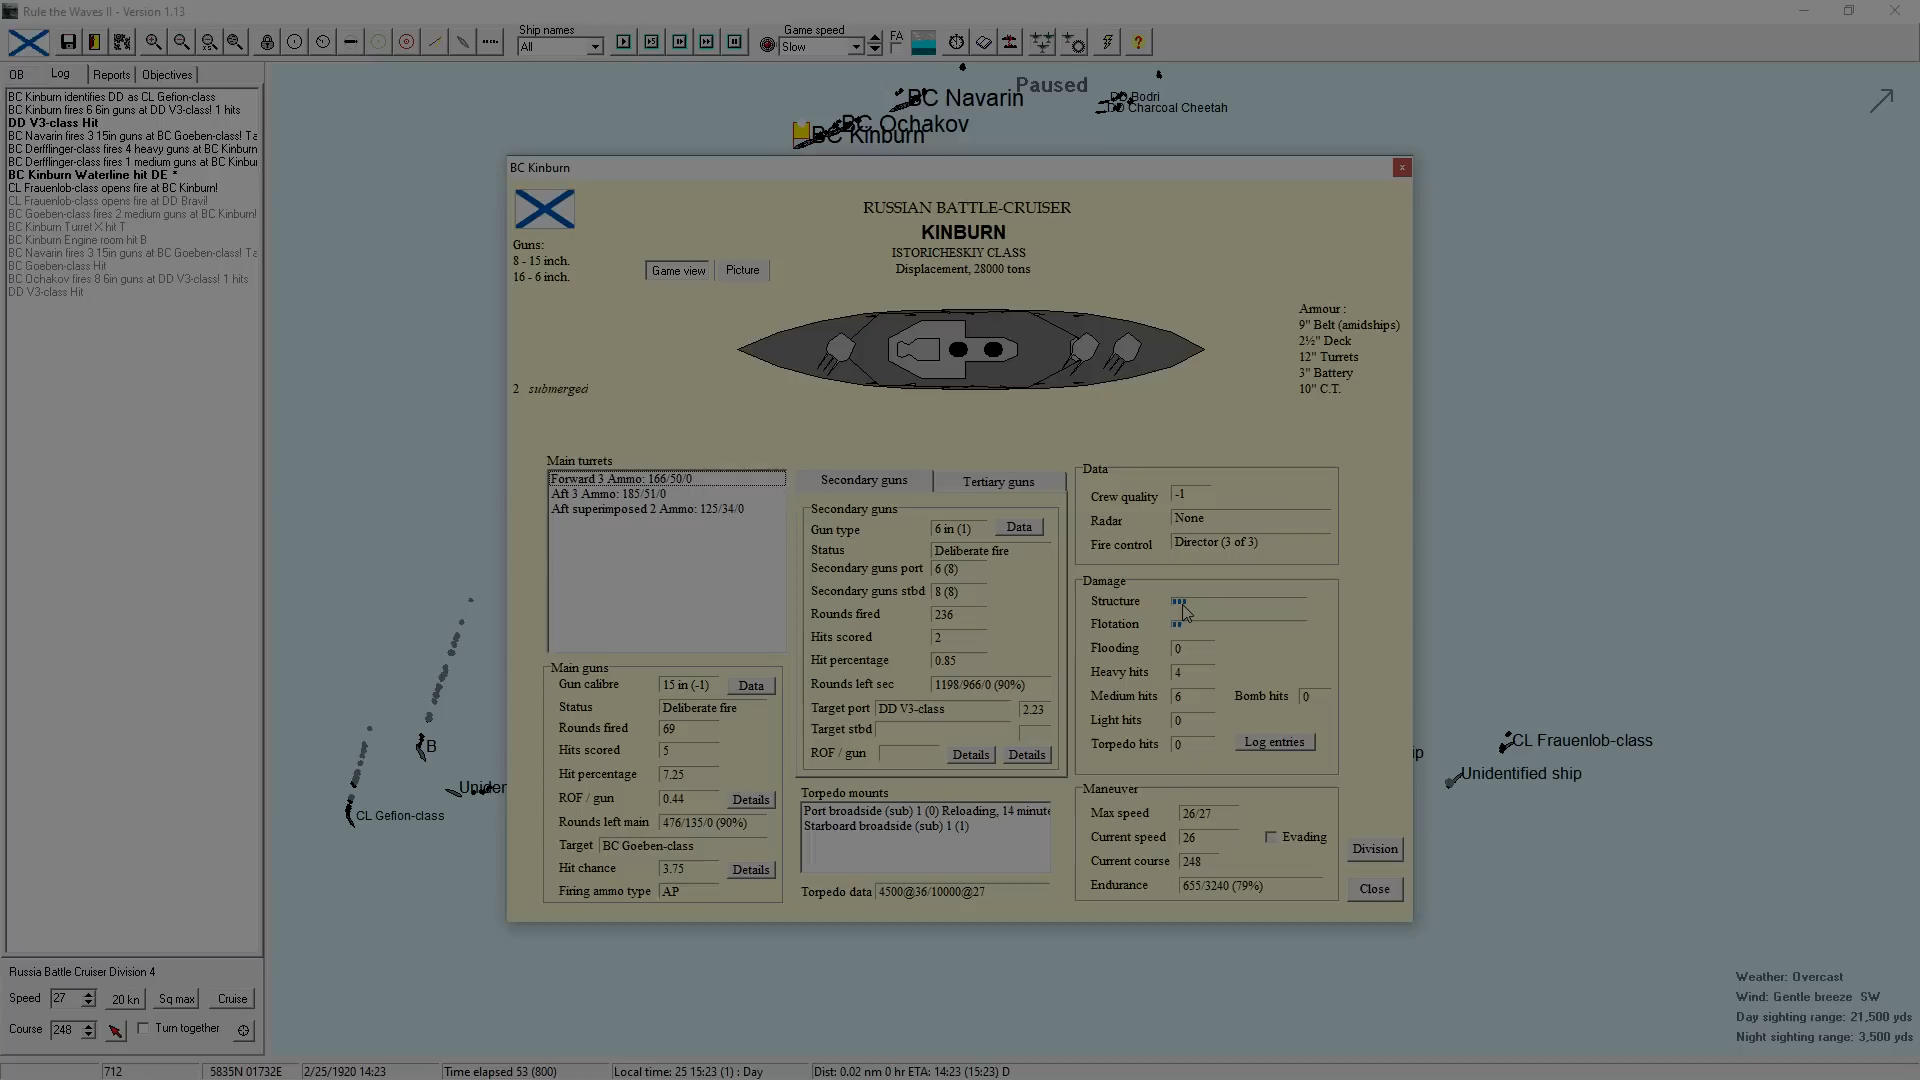 Rule the Waves II - Version 1.13
Ship names
All
Game speed
Slow
FA
OB
Log
Reports
Objectives
BC Kinburn identifies DD as CL Gefion-class
BC Kinburn fires 6 6in guns at DD V3-class! 1 hits
DD V3-class Hit
BC Navarin fires 3 15in guns at BC Goeben-class! Ta
BC Derfflinger-class fires 4 heavy guns at BC Kinburn
BC Derfflinger-class fires 1 medium guns at BC Kinbur
BC Kinburn Waterline hit DE *
CL Frauenlob-class opens fire at BC Kinburn!
CL Frauenlob-class opens fire at DD Bravi!
BC Goeben-class fires 2 medium guns at BC Kinburn!
BC Kinburn Turret X hit T
BC Kinburn Engine room hit B
BC Navarin fires 3 15in guns at BC Goeben-class! Ta
BC Goeben-class Hit
BC Ochakov fires 8 6in guns at DD V3-class! 1 hits
DD V3-class Hit
Paused
BC Navarin
DD Bodri
DD Charcoal Cheetah
BC Ochakov
BC Kinburn
BC Kinburn
RUSSIAN BATTLE-CRUISER
KINBURN
ISTORICHESKIY CLASS
Displacement, 28000 tons
Guns:
8 - 15 inch.
16 - 6 inch.
Game view
Picture
2 submerged
Armour :
9" Belt (amidships)
2½" Deck
12" Turrets
3" Battery
10" C.T.
Main turrets
Forward 3 Ammo: 166/50/0
Aft 3 Ammo: 185/51/0
Aft superimposed 2 Ammo: 125/34/0
Main guns
Gun calibre 15 in (-1) Data
Status Deliberate fire
Rounds fired 69
Hits scored 5
Hit percentage 7.25
ROF / gun 0.44 Details
Rounds left main 476/135/0 (90%)
Target BC Goeben-class
Hit chance 3.75 Details
Firing ammo type AP
Secondary guns
Tertiary guns
Secondary guns
Gun type 6 in (1) Data
Status Deliberate fire
Secondary guns port 6 (8)
Secondary guns stbd 8 (8)
Rounds fired 236
Hits scored 2
Hit percentage 0.85
Rounds left sec 1198/966/0 (90%)
Target port DD V3-class 2.23
Target stbd
ROF / gun Details Details
Torpedo mounts
Port broadside (sub) 1 (0) Reloading, 14 minute
Starboard broadside (sub) 1 (1)
Torpedo data 4500@36/10000@27
Data
Crew quality -1
Radar None
Fire control Director (3 of 3)
Damage
Structure
Flotation
Flooding 0
Heavy hits 4
Medium hits 6 Bomb hits 0
Light hits 0
Torpedo hits 0 Log entries
Maneuver
Max speed 26/27
Current speed 26 Evading
Current course 248
Endurance 655/3240 (79%)
Division
Close
B
Uniden
CL Gefion-class
ip
CL Frauenlob-class
Unidentified ship
Russia Battle Cruiser Division 4
Speed 27 20 kn Sq max Cruise
Course 248 Turn together
Weather: Overcast
Wind: Gentle breeze SW
Day sighting range: 21,500 yds
Night sighting range: 3,500 yds
712
5835N 01732E
2/25/1920 14:23
Time elapsed 53 (800)
Local time: 25 15:23 (1) : Day
Dist: 0.02 nm 0 hr ETA: 14:23 (15:23) D